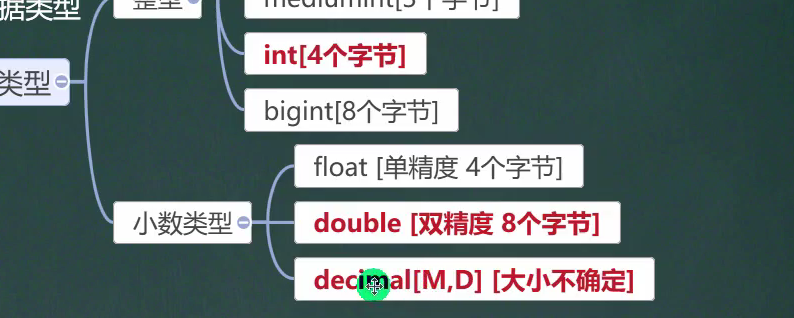 据类型
整型
mediumint[3个字节]
int[4个字节]
类型
bigint[8个字节]
float [单精度 4个字节]
小数类型
double [双精度 8个字节]
decimal[M,D] [大小不确定]